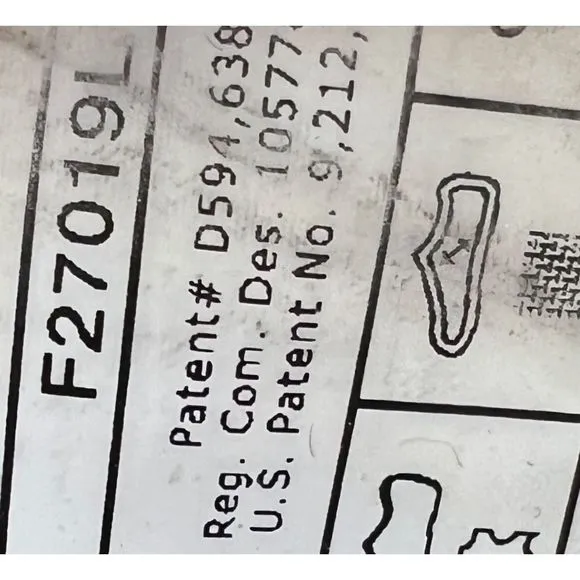 F27019L
Patent# D594,638
Reg. Com. Des. 10577
U.S. Patent No. 9,212,